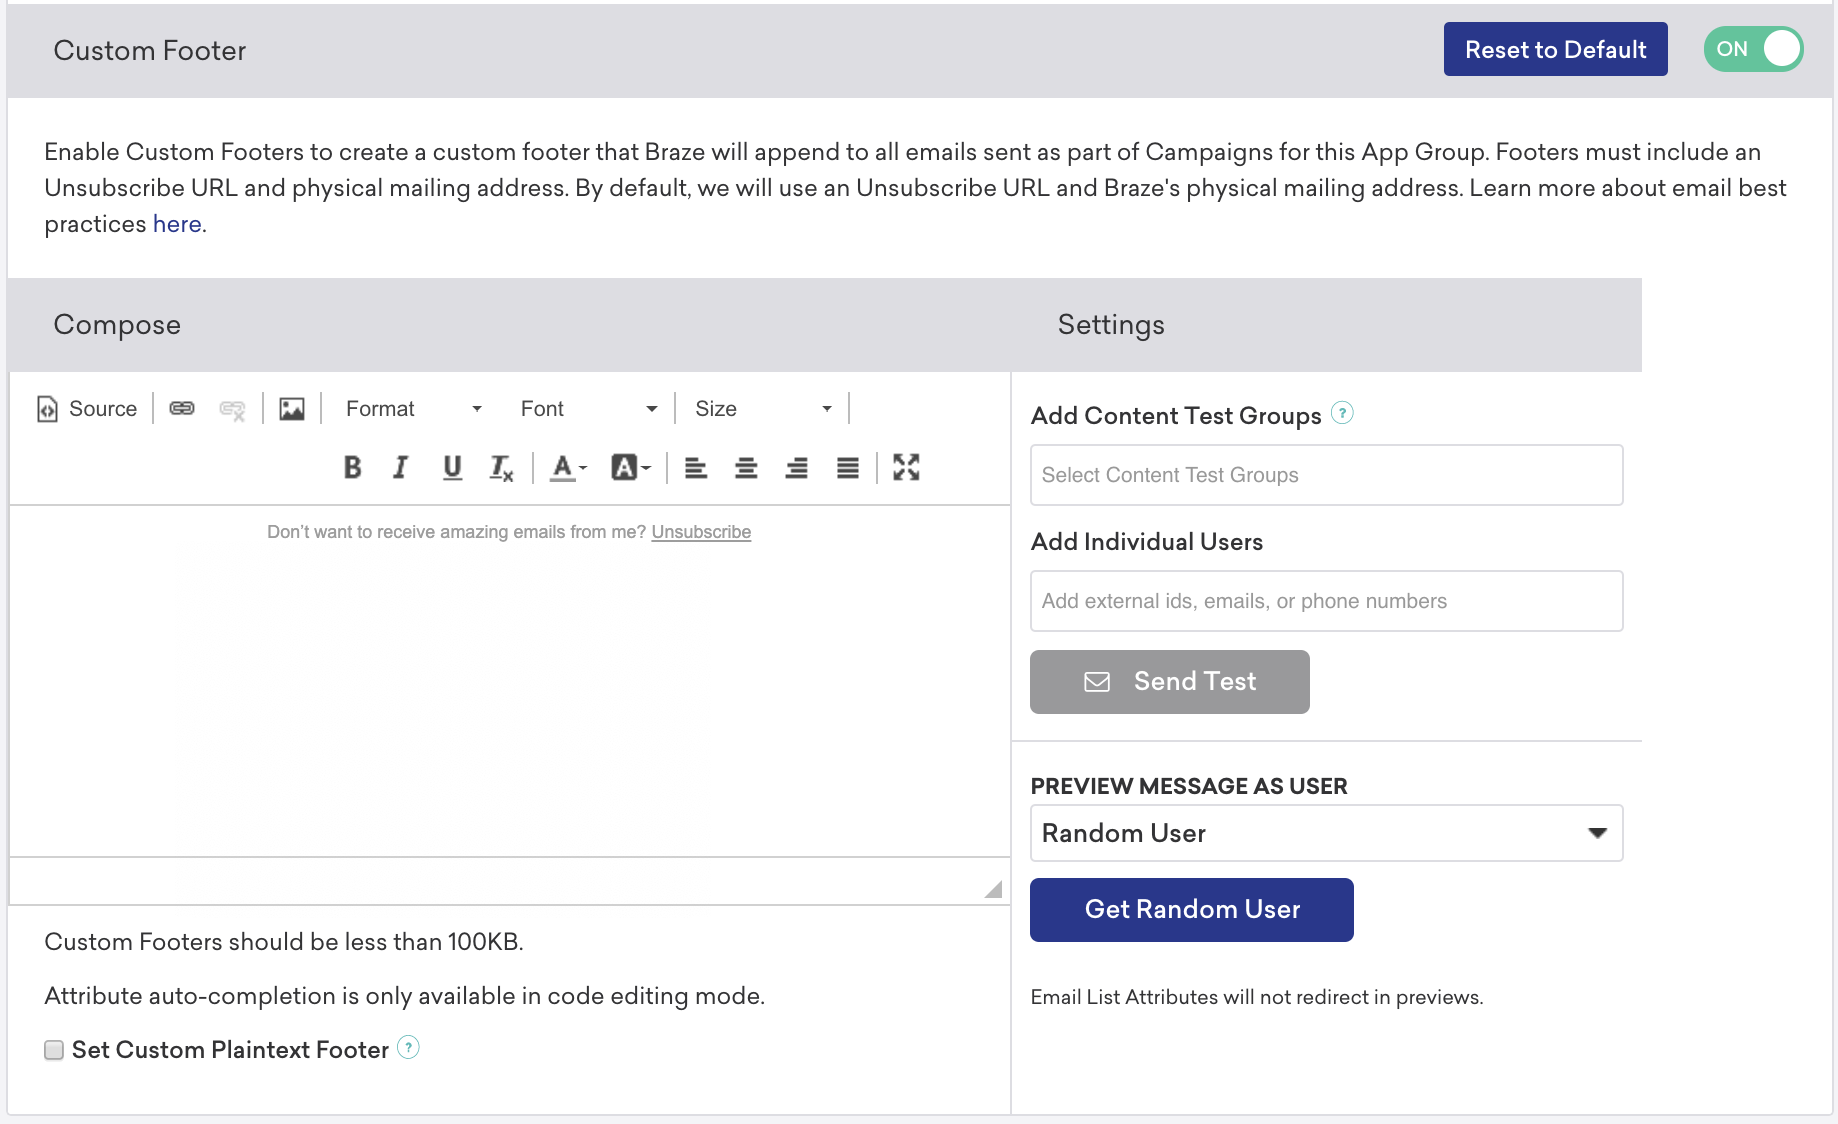 Custom Footer
Reset to Default
ON
Enable Custom Footers to create a custom footer that Braze will append to all emails sent as part of Campaigns for this App Group. Footers must include an
Unsubscribe URL and physical mailing address. By default, we will use an Unsubscribe URL and Braze's physical mailing address. Learn more about email best
practices here.
Compose
Settings
Source
Format
Font
Size
B I U Tx A A
Don't want to receive amazing emails from me? Unsubscribe
Custom Footers should be less than 100KB.
Attribute auto-completion is only available in code editing mode.
Set Custom Plaintext Footer ?
Add Content Test Groups ?
Select Content Test Groups
Add Individual Users
Add external ids, emails, or phone numbers
Send Test
PREVIEW MESSAGE AS USER
Random User
Get Random User
Email List Attributes will not redirect in previews.